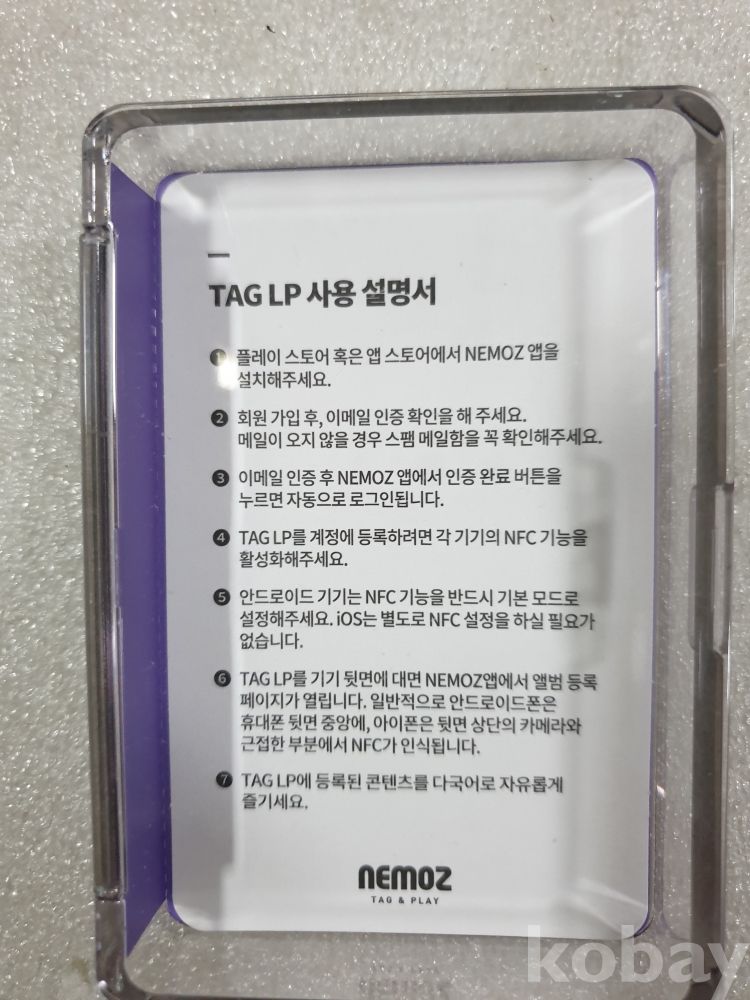 TAG LP 사용 설명서
1 플레이 스토어 혹은 앱 스토어에서 NEMOZ 앱을
설치해주세요.
2 회원 가입 후, 이메일 인증 확인을 해 주세요.
메일이 오지 않을 경우 스팸 메일함을 꼭 확인해주세요.
3 이메일 인증 후 NEMOZ 앱에서 인증 완료 버튼을
누르면 자동으로 로그인됩니다.
4 TAG LP를 계정에 등록하려면 각 기기의 NFC 기능을
활성화해주세요.
5 안드로이드 기기는 NFC 기능을 반드시 기본 모드로
설정해주세요. iOS는 별도로 NFC 설정을 하실 필요가
없습니다.
6 TAG LP를 기기 뒷면에 대면 NEMOZ앱에서 앨범 등록
페이지가 열립니다. 일반적으로 안드로이드폰은
휴대폰 뒷면 중앙에, 아이폰은 뒷면 상단의 카메라와
근접한 부분에서 NFC가 인식됩니다.
7 TAG LP에 등록된 콘텐츠를 다국어로 자유롭게
즐기세요.
NEMOZ
TAG & PLAY
kobay